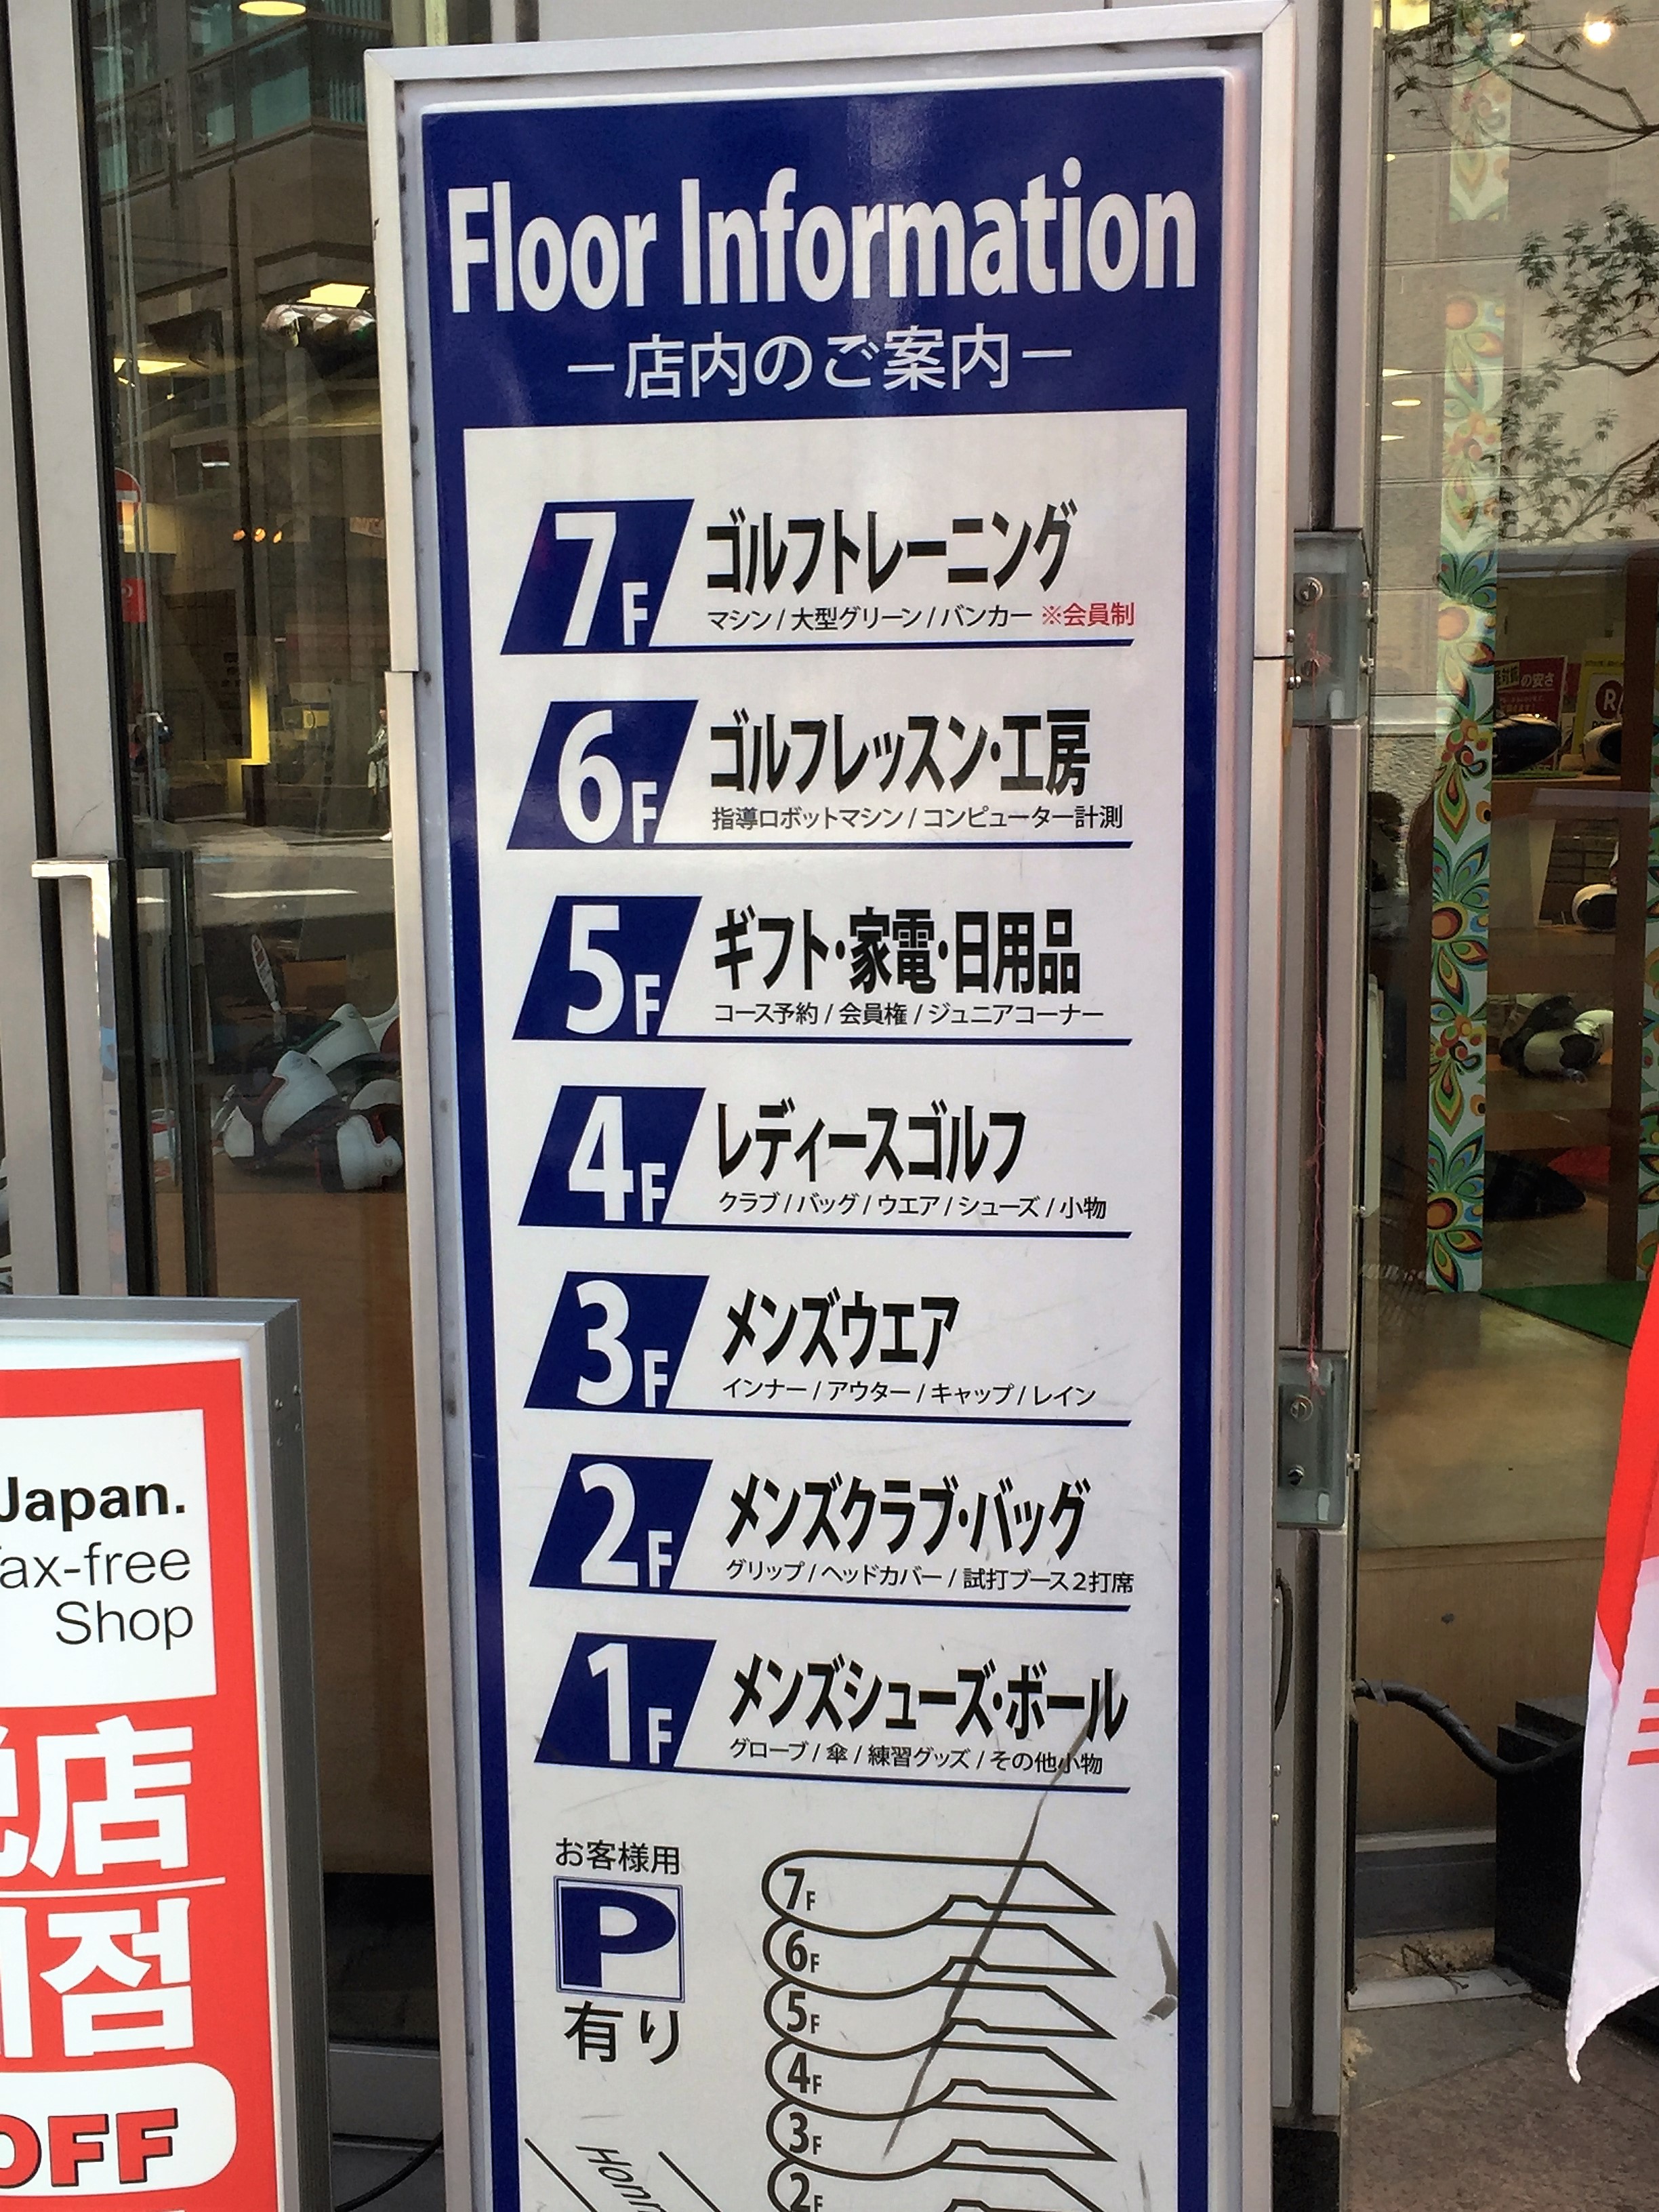 Floor Information
－店内のご案内－
7F ゴルフトレーニング
マシン / 大型グリーン / バンカー ※会員制
6F ゴルフレッスン・工房
指導ロボットマシン / コンピューター計測
5F ギフト・家電・日用品
コース予約 / 会員権 / ジュニアコーナー
4F レディースゴルフ
クラブ / バッグ / ウエア / シューズ / 小物
3F メンズウエア
インナー / アウター / キャップ / レイン
2F メンズクラブ・バッグ
グリップ / ヘッドカバー / 試打ブース2打席
1F メンズシューズ・ボール
グローブ / 傘 / 練習グッズ / その他小物
お客様用
P
有り
7F
6F
5F
4F
3F
2F
Japan.
Tax-free
Shop
店
점
OFF
の安さ
R